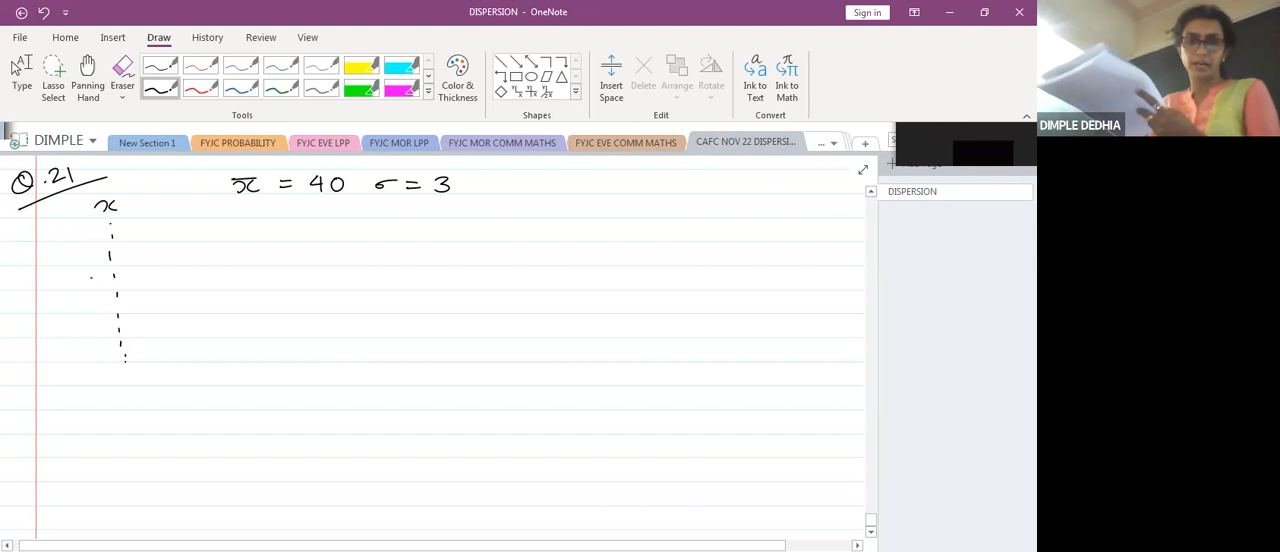 DISPERSION - OneNote
Sign in
File Home Insert Draw History Review View
Type
Lasso Select
Panning Hand
Eraser
Color & Thickness
Insert Space
Delete
Arrange
Rotate
Ink to Text
Ink to Math
Tools
Shapes
Edit
Convert
DIMPLE DEDHIA
DIMPLE
New Section 1
FYJC PROBABILITY
FYJC EVE LPP
FYJC MOR LPP
FYJC MOR COMM MATHS
FYJC EVE COMM MATHS
CAFC NOV 22 DISPERSI...
...
DISPERSION
Q.21 x̄ = 40 σ = 3
x